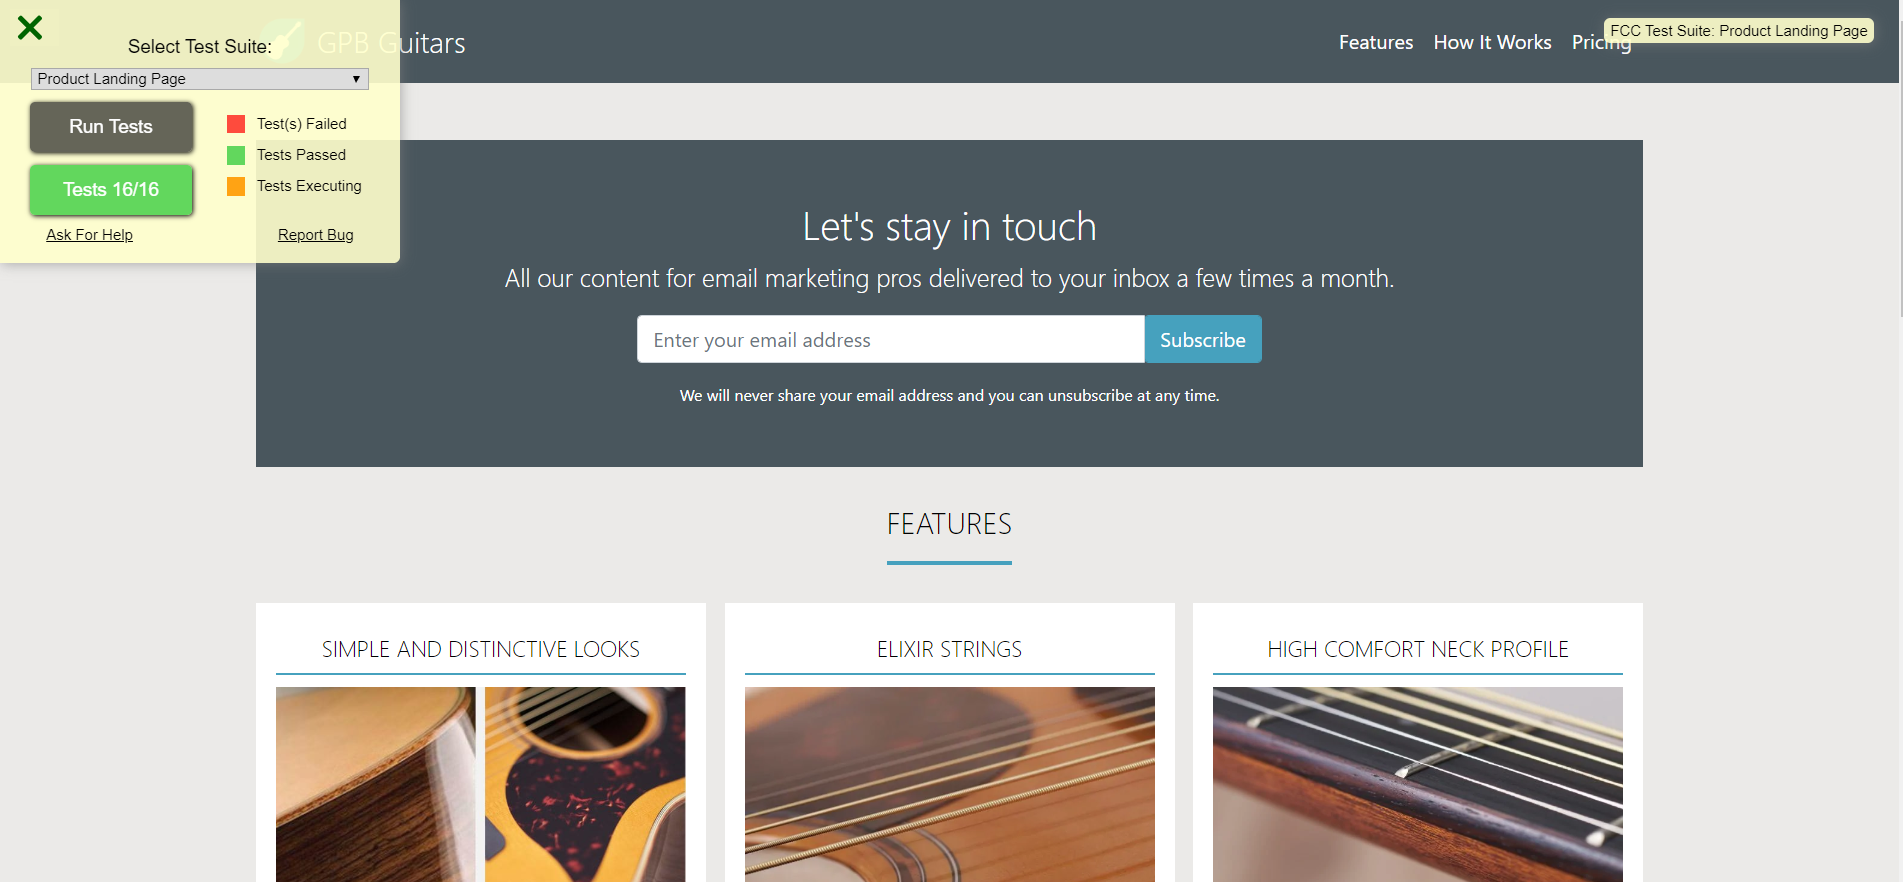 Select Test Suite:
Product Landing Page
Run Tests
Tests 16/16
Test(s) Failed
Tests Passed
Tests Executing
Ask For Help
Report Bug
GPB Guitars
Features
How It Works
Pricing
FCC Test Suite: Product Landing Page
Let's stay in touch
All our content for email marketing pros delivered to your inbox a few times a month.
Enter your email address
Subscribe
We will never share your email address and you can unsubscribe at any time.
FEATURES
SIMPLE AND DISTINCTIVE LOOKS
ELIXIR STRINGS
HIGH COMFORT NECK PROFILE